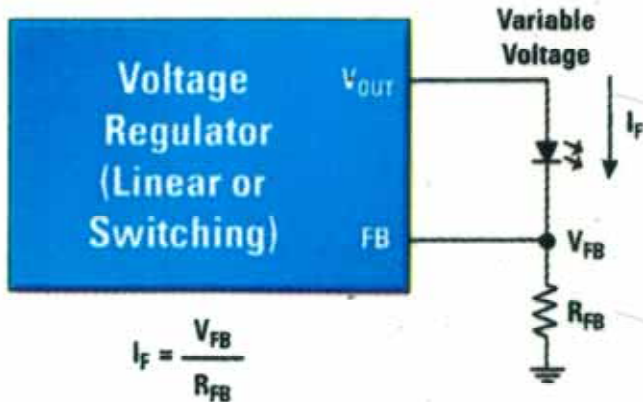 Variable
Voltage
Voltage
Regulator
(Linear or
Switching)
VOUT
IF
FB
VFB
RFB
IF = VFB
RFB